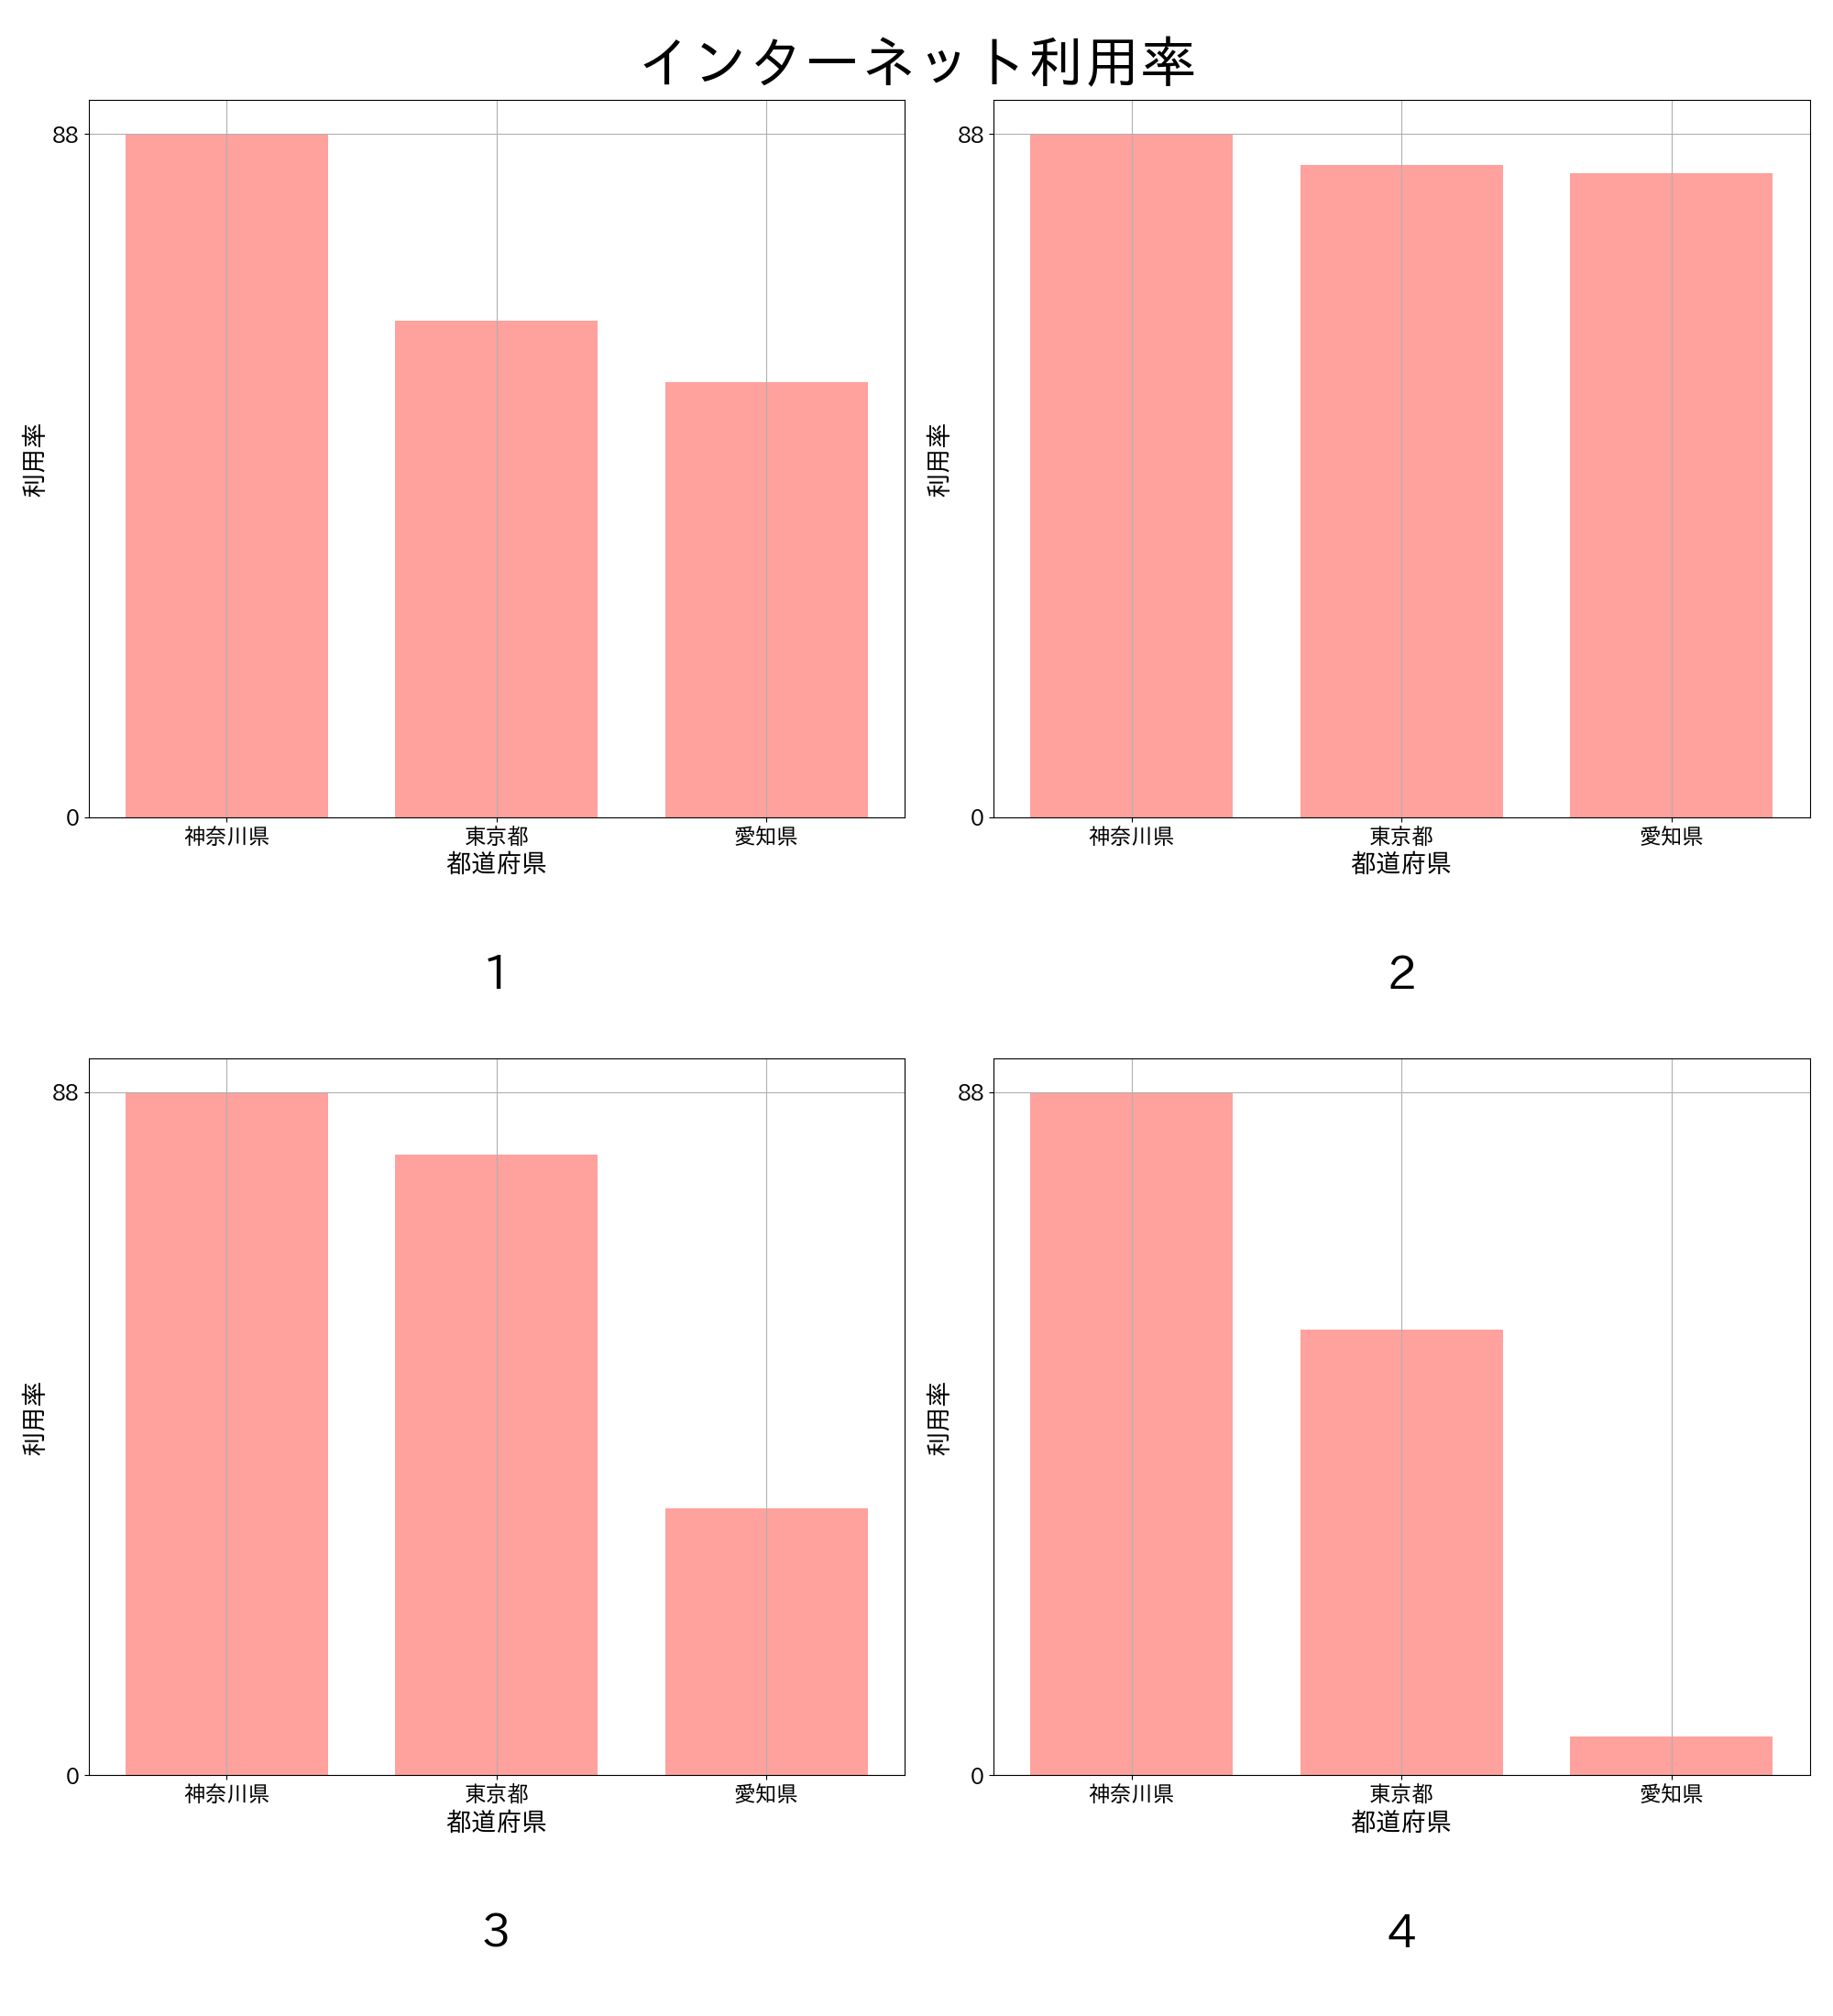 インターネット利用率
88
0
利用率
神奈川県 東京都 愛知県
都道府県
1
88
0
利用率
神奈川県 東京都 愛知県
都道府県
2
88
0
利用率
神奈川県 東京都 愛知県
都道府県
3
88
0
利用率
神奈川県 東京都 愛知県
都道府県
4